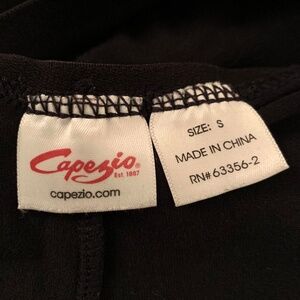 Capezio®
Est. 1887
capezio.com
SIZE: S
MADE IN CHINA
RN#63356-2